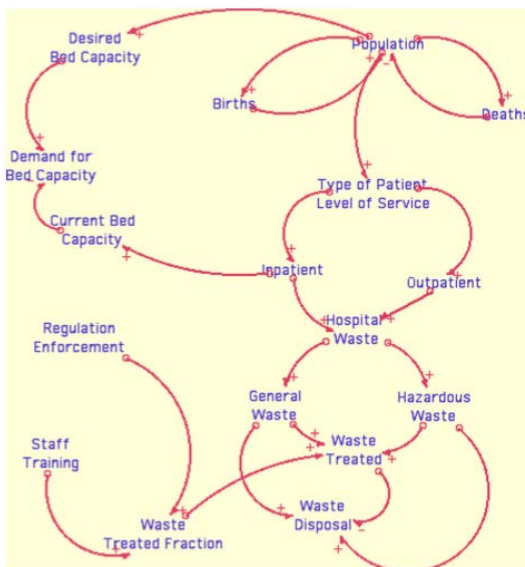 Desired
Bed Capacity
Population
Births
Deaths
Demand for
Bed Capacity
Type of Patient
Level of Service
Current Bed
Capacity
Inpatient
Outpatient
Hospital
Waste
Regulation
Enforcement
General
Waste
Hazardous
Waste
Staff
Training
Waste
Treated
Waste
Disposal
Waste
Treated Fraction